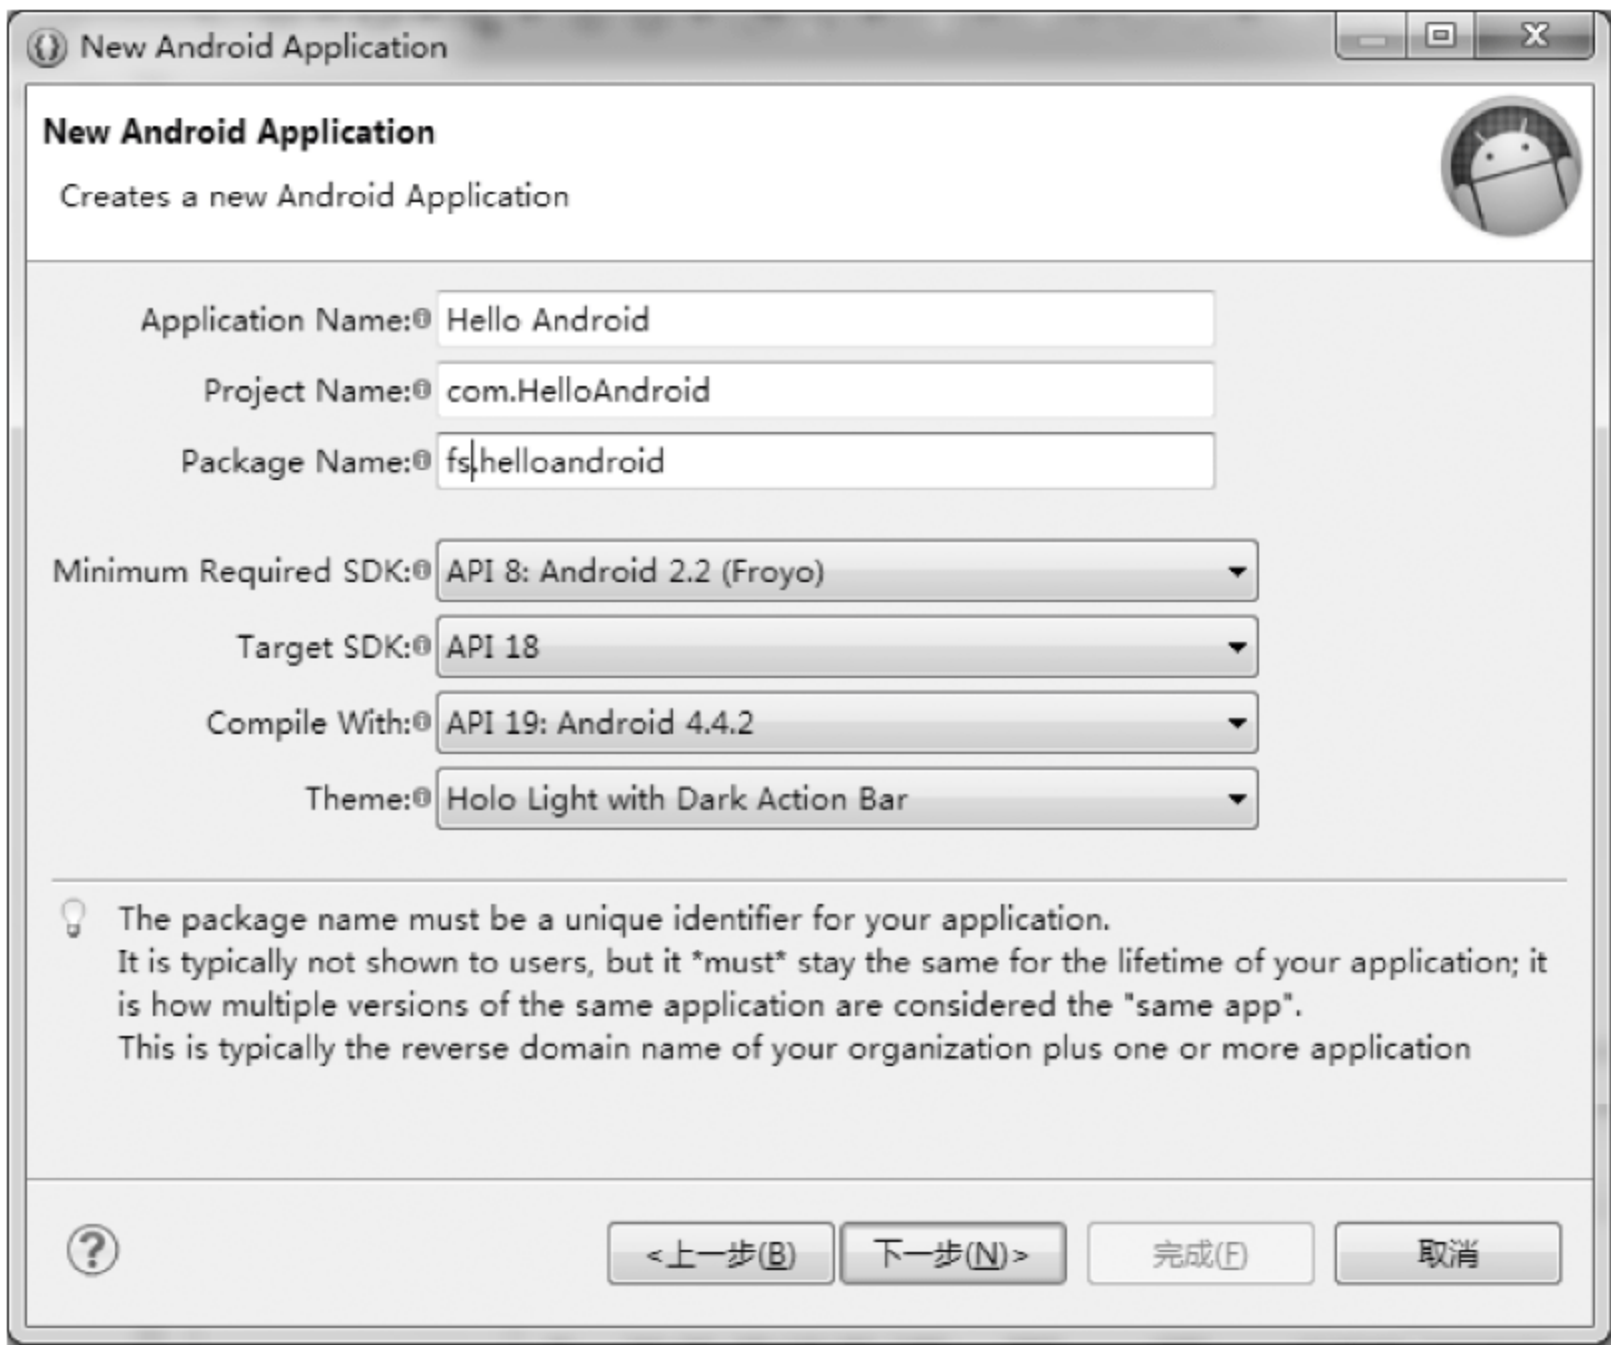 New Android Application
New Android Application
Creates a new Android Application
Application Name: Hello Android
Project Name: com.HelloAndroid
Package Name: fs.helloandroid
Minimum Required SDK: API 8: Android 2.2 (Froyo)
Target SDK: API 18
Compile With: API 19: Android 4.4.2
Theme: Holo Light with Dark Action Bar
The package name must be a unique identifier for your application.
It is typically not shown to users, but it *must* stay the same for the lifetime of your application; it
is how multiple versions of the same application are considered the "same app".
This is typically the reverse domain name of your organization plus one or more application
? <上一步(B) 下一步(N)> 完成(F) 取消